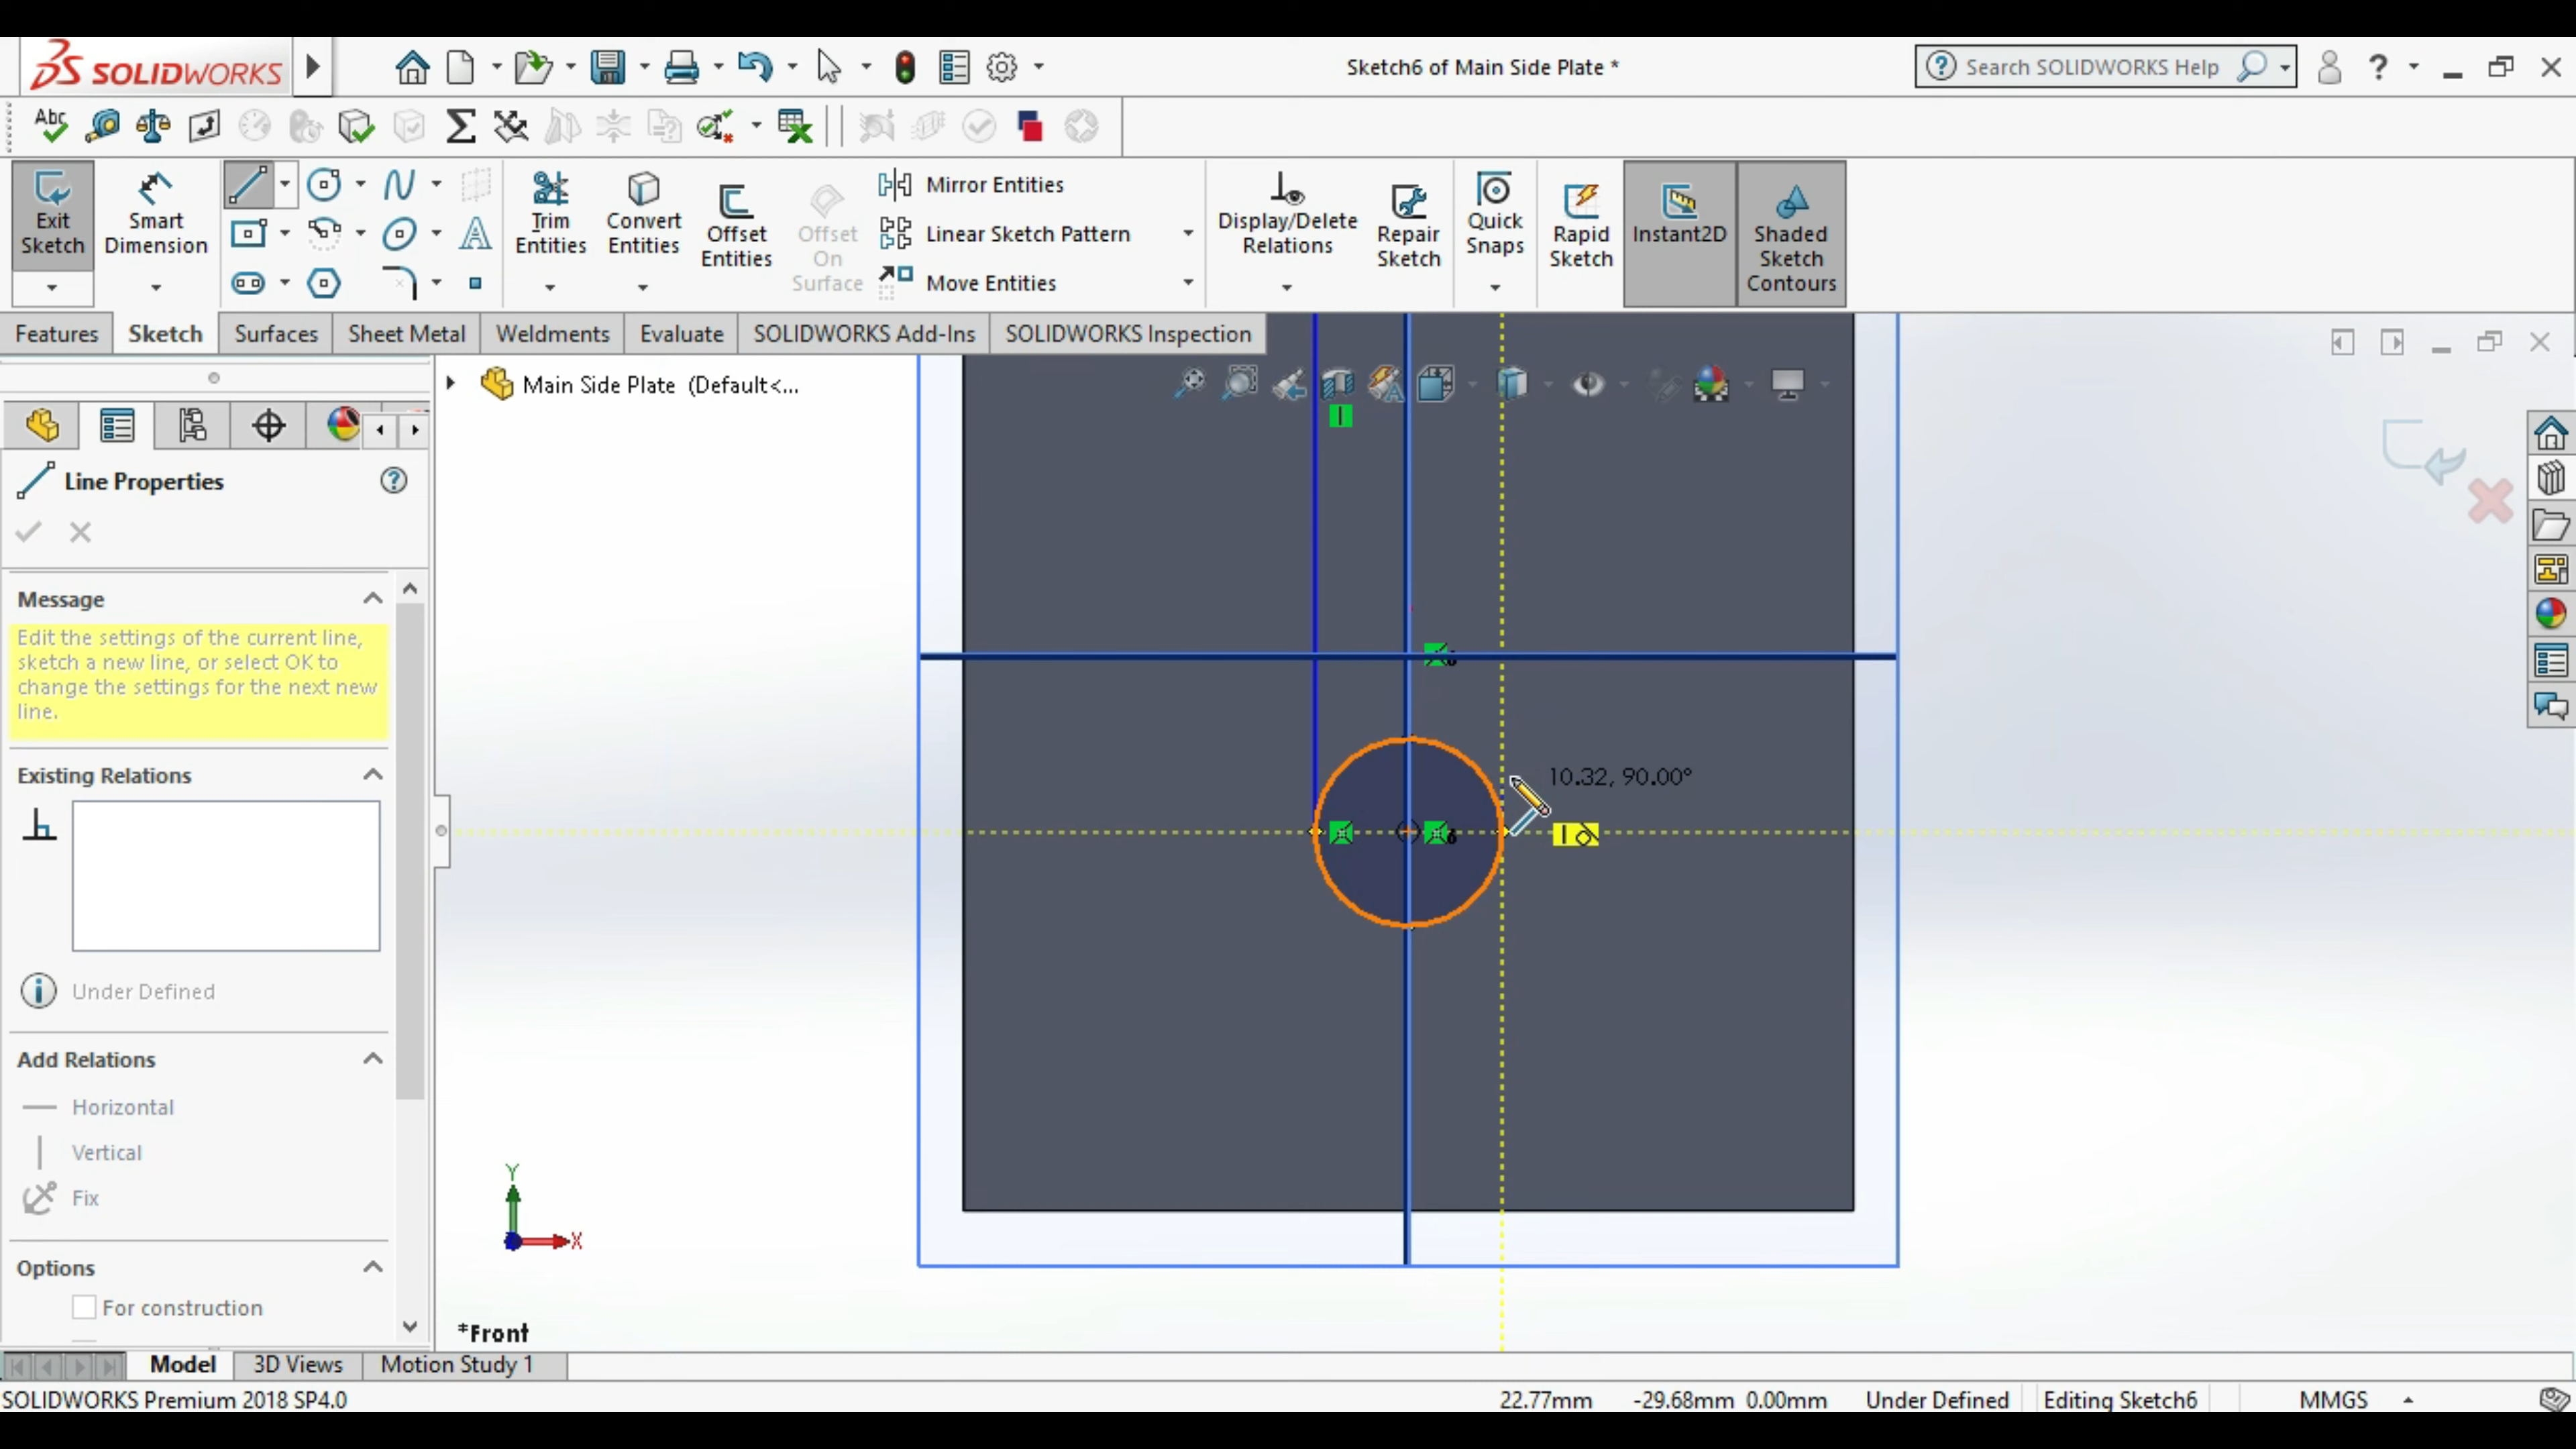 SOLIDWORKS
Sketch6 of Main Side Plate *
Search SOLIDWORKS Help
?
Abc
Exit Sketch
Smart Dimension
Trim Entities
Convert Entities
Offset Entities
Offset On Surface
Mirror Entities
Linear Sketch Pattern
Move Entities
Display/Delete Relations
Repair Sketch
Quick Snaps
Rapid Sketch
Instant2D
Shaded Sketch Contours
Features
Sketch
Surfaces
Sheet Metal
Weldments
Evaluate
SOLIDWORKS Add-Ins
SOLIDWORKS Inspection
Main Side Plate (Default<...
Line Properties
?
Message
Edit the settings of the current line,
sketch a new line, or select OK to
change the settings for the next new
line.
Existing Relations
10.32, 90.00°
Under Defined
Add Relations
Horizontal
Vertical
Fix
Y
X
Options
For construction
*Front
Model
3D Views
Motion Study 1
SOLIDWORKS Premium 2018 SP4.0
22.77mm
-29.68mm 0.00mm
Under Defined
Editing Sketch6
MMGS